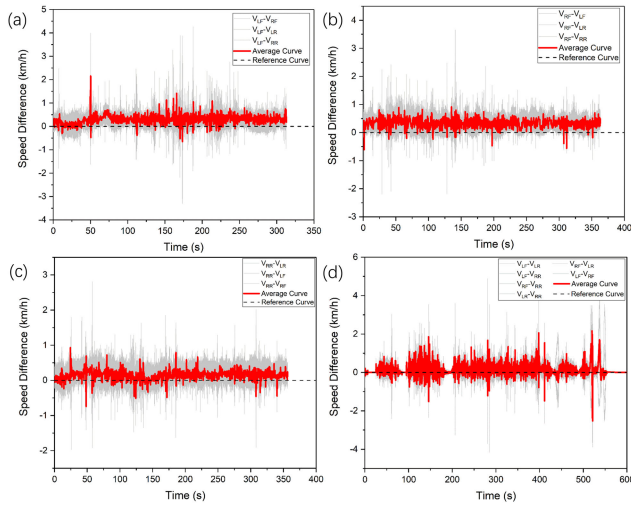 (a)
V_LF-V_RF
V_LF-V_LR
V_LF-V_RR
Average Curve
Reference Curve
Speed Difference (km/h)
5
4
3
2
1
0
1
2
3
4
0 50 100 150 200 250 300 350
Time (s)
(b)
V_RF-V_LF
V_RF-V_LR
V_RF-V_RR
Average Curve
Reference Curve
Speed Difference (km/h)
4
3
2
1
0
1
2
3
0 50 100 150 200 250 300 350 400
Time (s)
(c)
V_RR-V_LR
V_RR-V_LF
V_RR-V_RF
Average Curve
Reference Curve
Speed Difference (km/h)
3
2
1
0
-1
-2
0 50 100 150 200 250 300 350 400
Time (s)
(d)
V_LF-V_LR V_RF-V_LR
V_LF-V_RR V_LF-V_RF
V_RF-V_RR Average Curve
V_LR-V_RR Reference Curve
Speed Difference (km/h)
6
4
2
0
-2
-4
0 100 200 300 400 500 600
Time (s)